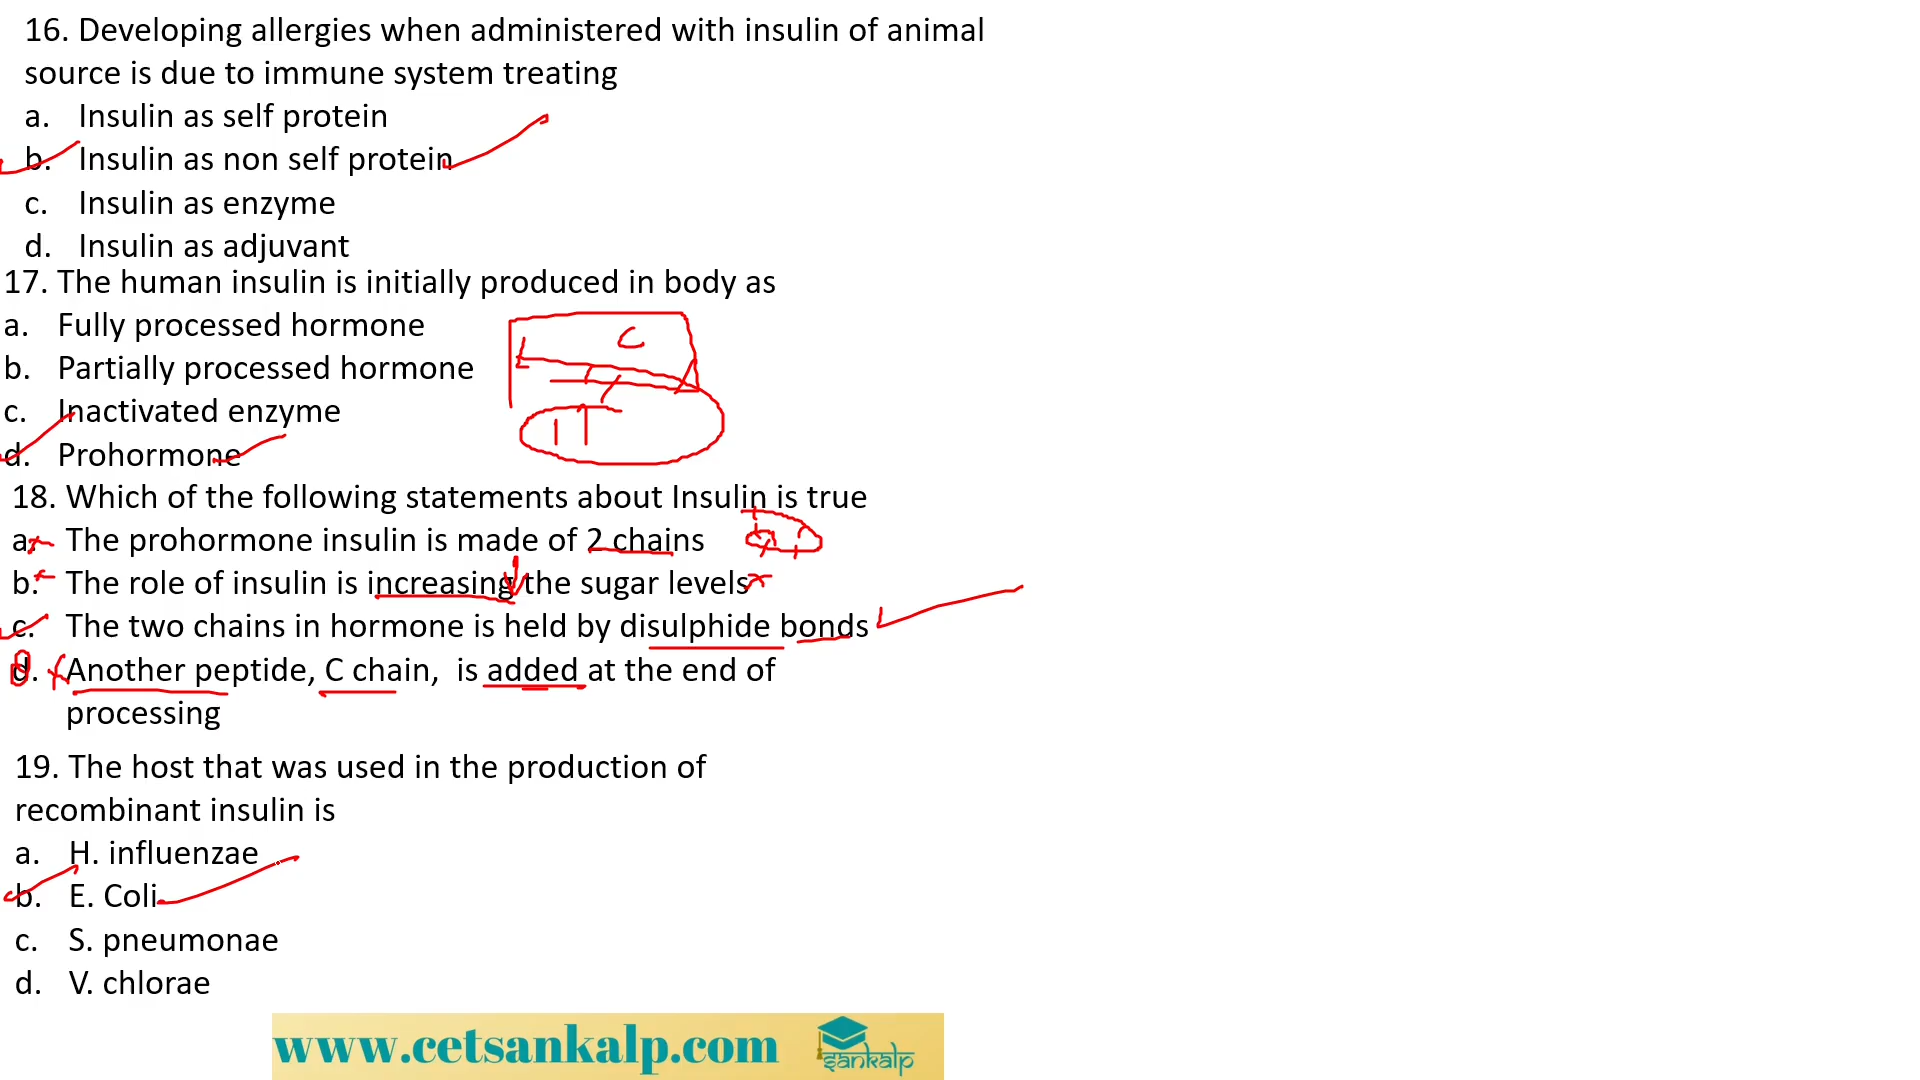 16. Developing allergies when administered with insulin of animal
source is due to immune system treating
a. Insulin as self protein
b. Insulin as non self protein
c. Insulin as enzyme
d. Insulin as adjuvant
17. The human insulin is initially produced in body as
a. Fully processed hormone
b. Partially processed hormone
c. Inactivated enzyme
d. Prohormone
C
18. Which of the following statements about Insulin is true
a. The prohormone insulin is made of 2 chains
b. The role of insulin is increasing the sugar levels
c. The two chains in hormone is held by disulphide bonds
d. Another peptide, C chain, is added at the end of
processing
19. The host that was used in the production of
recombinant insulin is
a. H. influenzae
b. E. Coli
c. S. pneumonae
d. V. chlorae
www.cetsankalp.com
sankalp